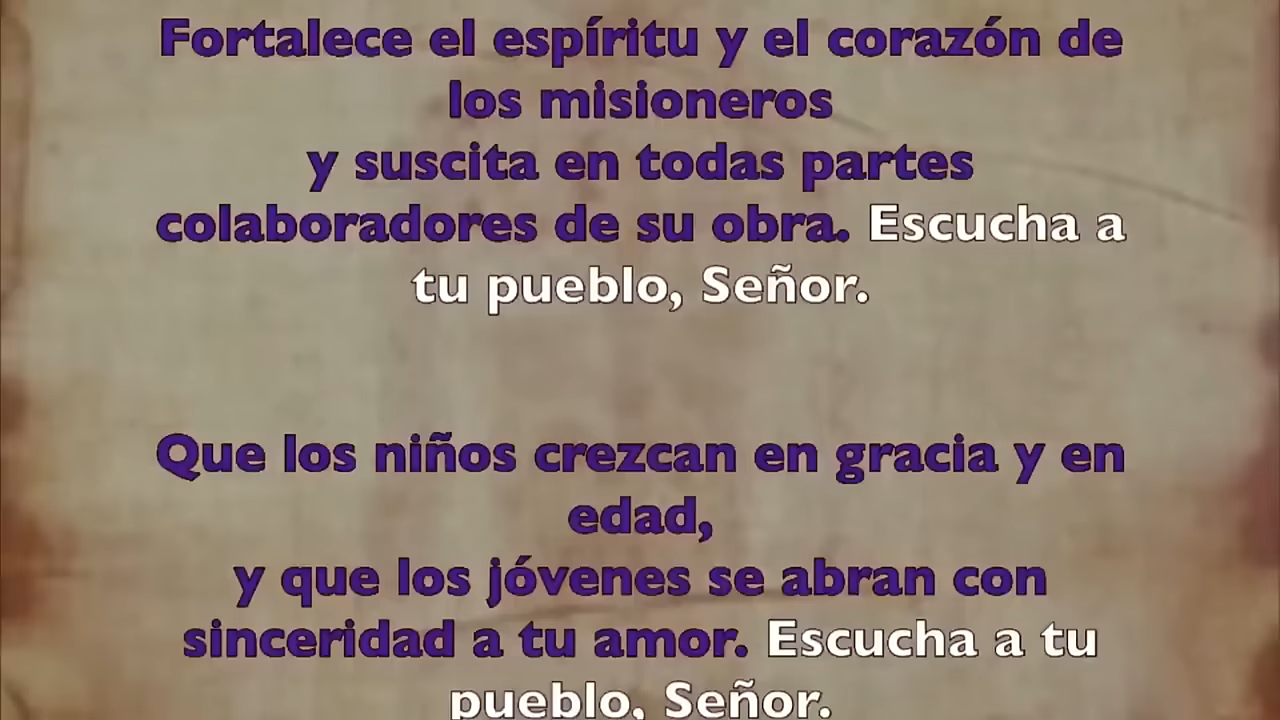 Fortalece el espíritu y el corazón de
los misioneros
y suscita en todas partes
colaboradores de su obra. Escucha a
tu pueblo, Señor.
Que los niños crezcan en gracia y en
edad,
y que los jóvenes se abran con
sinceridad a tu amor. Escucha a tu
pueblo, Señor.